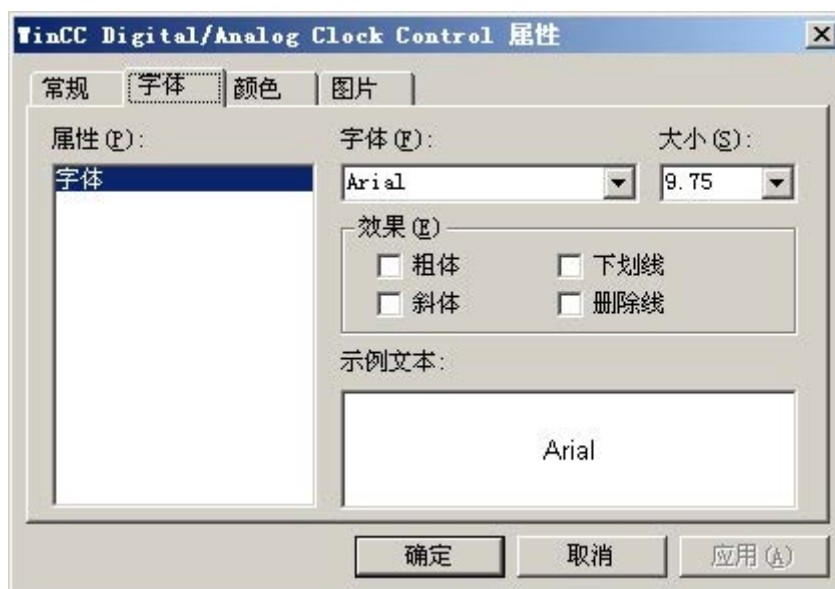 WinCC Digital/Analog Clock Control 属性
常规 字体 颜色 图片
属性(P): 字体(F): 大小(S):
字体 Arial 9.75
效果(E)
粗体 下划线
斜体 删除线
示例文本:
Arial
确定 取消 应用(A)